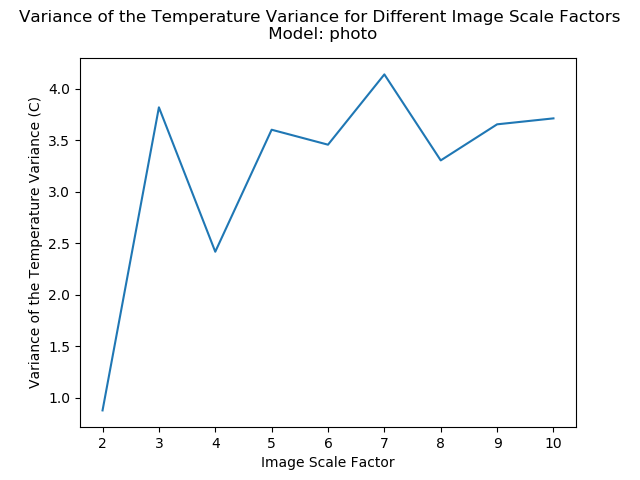 Variance of the Temperature Variance for Different Image Scale Factors
Model: photo
Variance of the Temperature Variance (C)
4.0
3.5
3.0
2.5
2.0
1.5
1.0
2 3 4 5 6 7 8 9 10
Image Scale Factor